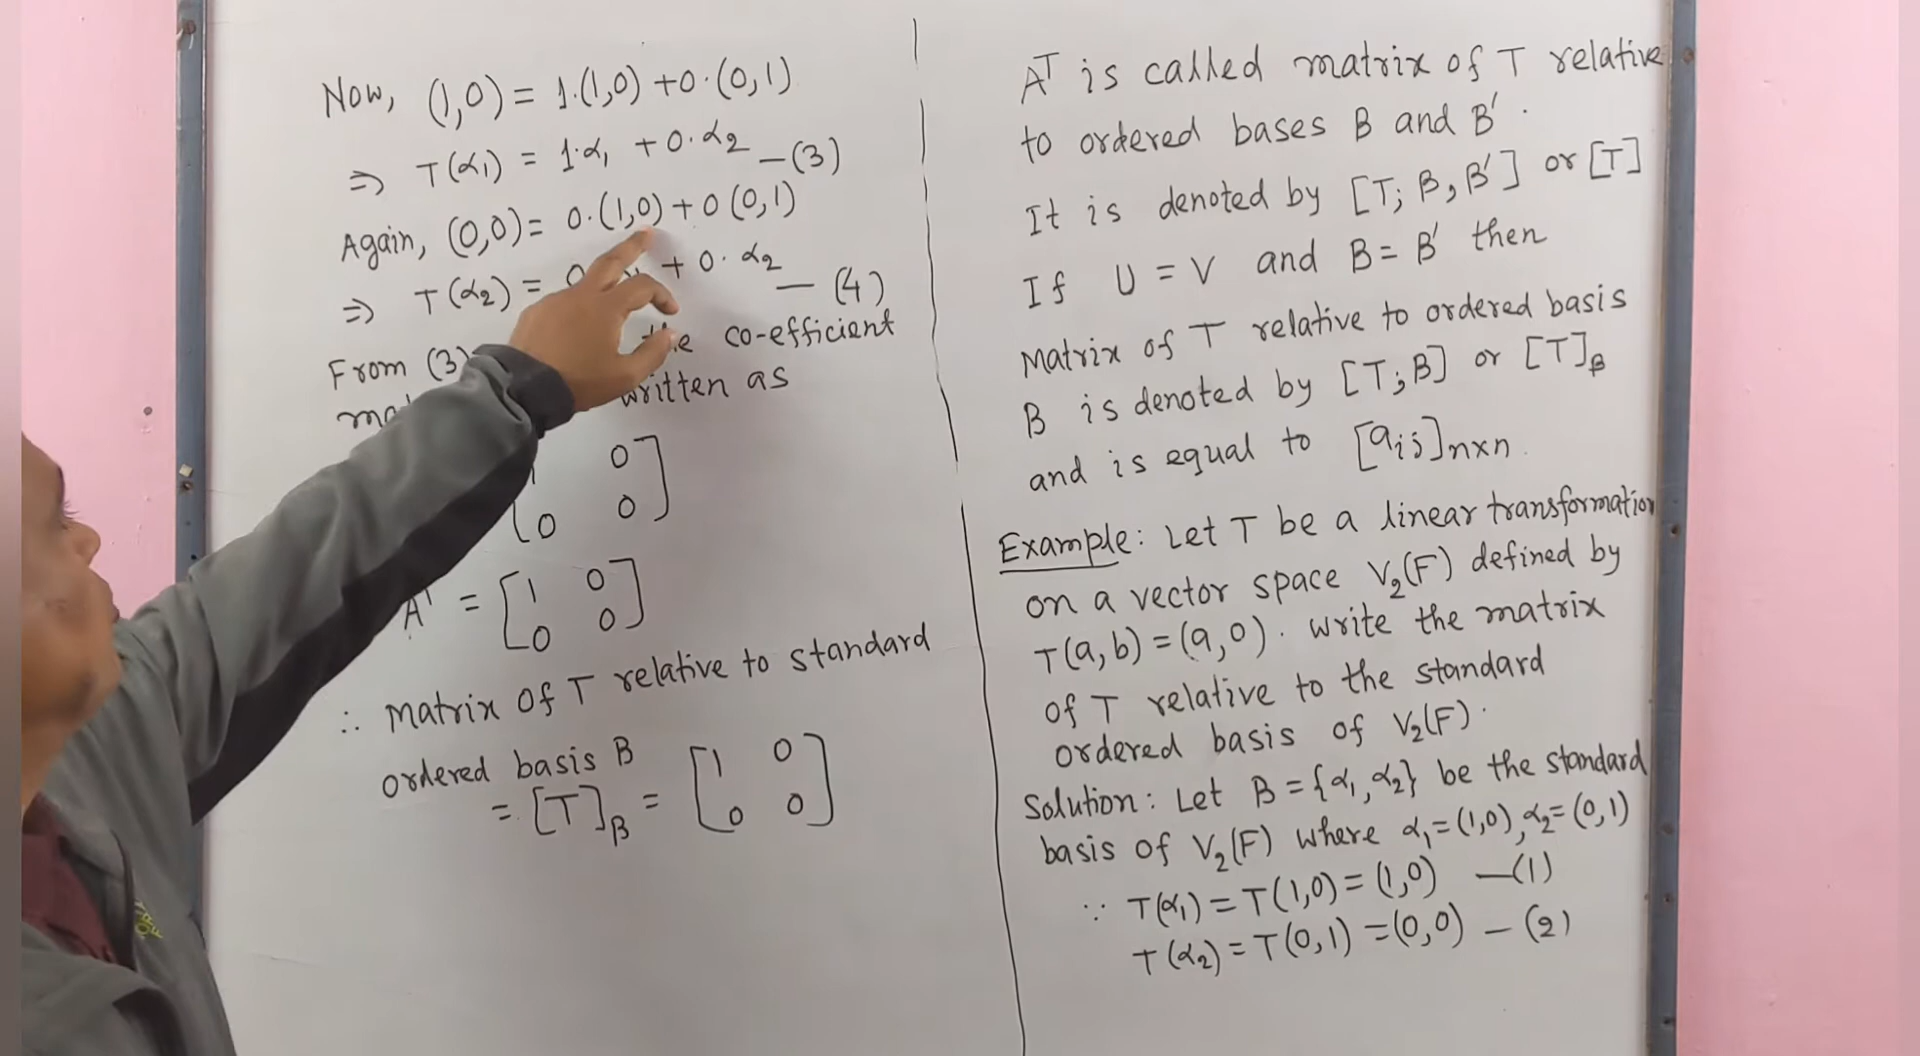 Now, (1,0) = 1.(1,0) + 0.(0,1)
⇒ T(α₁) = 1.α₁ + 0.α₂ —(3)
Again, (0,0) = 0.(1,0) + 0(0,1)
⇒ T(α₂) = 0 + 0.α₂ —(4)
From (3) the co-efficient
written as
0
0 0
Aᵀ = [1 0
0 0]
∴ Matrix of T relative to standard
ordered basis B
= [T]_B = [1 0
0 0]
Aᵀ is called matrix of T relative
to ordered bases B and B′.
It is denoted by [T; B, B′] or [T]
If U = V and B = B′ then
Matrix of T relative to ordered basis
B is denoted by [T; B] or [T]_B
and is equal to [aᵢⱼ]n×n.
Example: Let T be a linear transformation
on a vector space V₂(F) defined by
T(a,b) = (a,0). Write the matrix
of T relative to the standard
ordered basis of V₂(F).
Solution: Let B = {α₁, α₂} be the standard
basis of V₂(F) where α₁ = (1,0), α₂ = (0,1)
∵ T(α₁) = T(1,0) = (1,0) —(1)
T(α₂) = T(0,1) = (0,0) —(2)